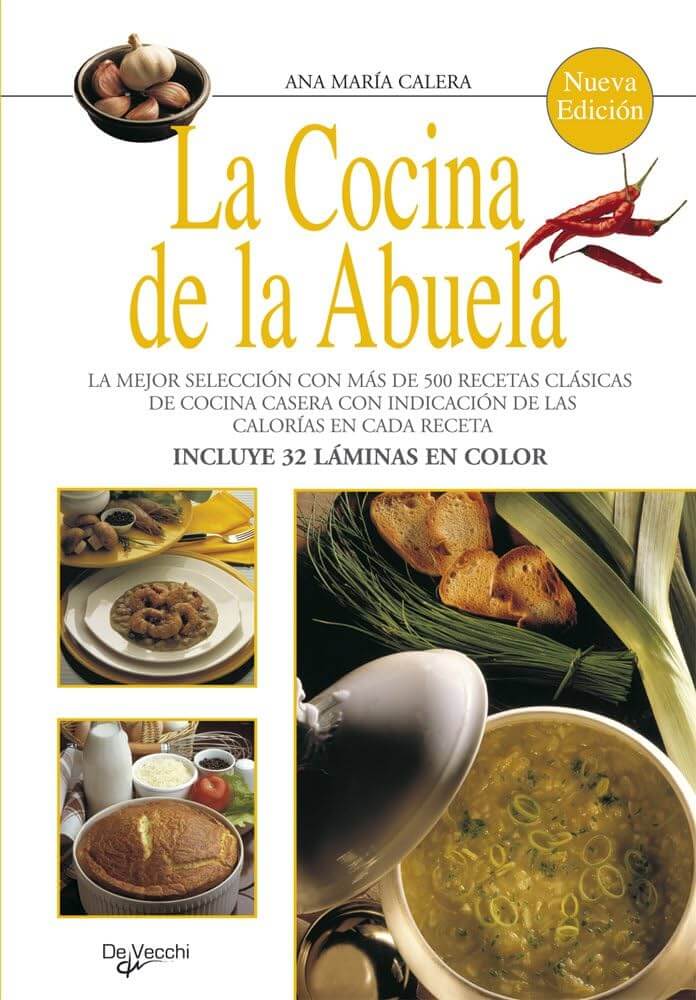 ANA MARÍA CALERA
Nueva
Edición
La Cocina
de la Abuela
LA MEJOR SELECCIÓN CON MÁS DE 500 RECETAS CLÁSICAS
DE COCINA CASERA CON INDICACIÓN DE LAS
CALORÍAS EN CADA RECETA
INCLUYE 32 LÁMINAS EN COLOR
De Vecchi